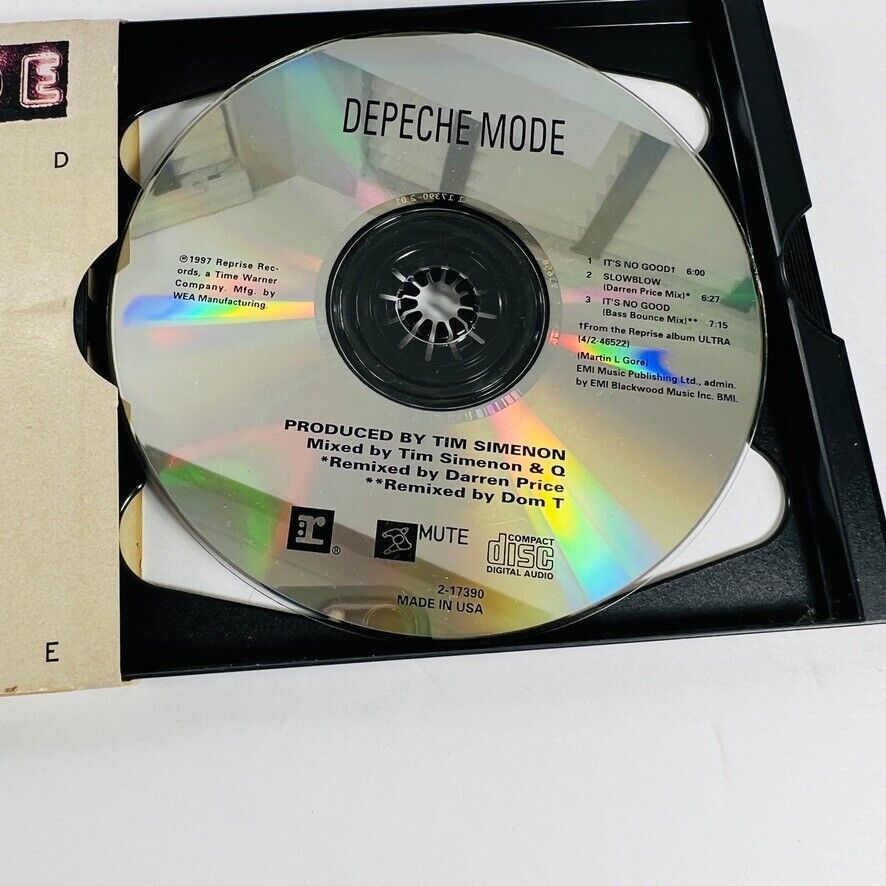 E
D
E
DEPECHE MODE
℗1997 Reprise Rec-
ords, a Time Warner
Company. Mfg. by
WEA Manufacturing.
1 IT'S NO GOOD† 6:00
2 SLOWBLOW
(Darren Price Mix)* 6:27
3 IT'S NO GOOD
(Bass Bounce Mix)** 7:15
†From the Reprise album ULTRA
(4/2-46522)
(Martin L Gore)
EMI Music Publishing Ltd., admin.
by EMI Blackwood Music Inc. BMI.
PRODUCED BY TIM SIMENON
Mixed by Tim Simenon & Q
*Remixed by Darren Price
**Remixed by Dom T
r ®
MUTE
COMPACT
disc
DIGITAL AUDIO
2-17390
MADE IN USA